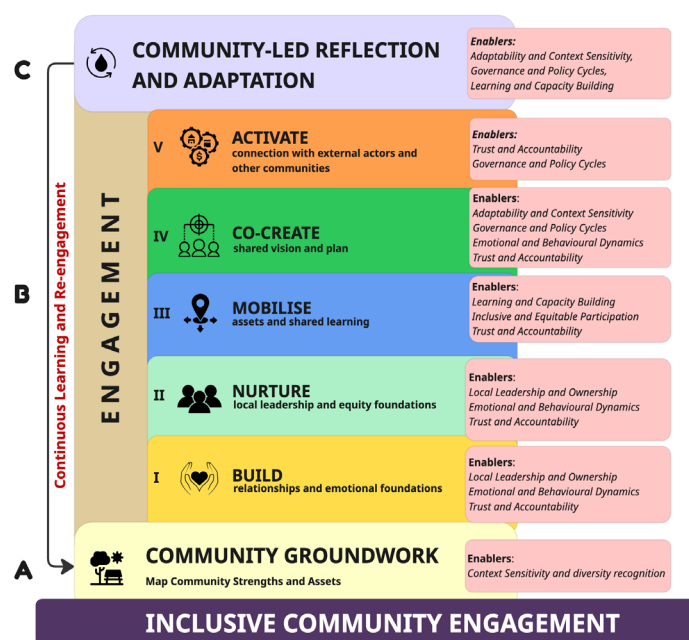 C
COMMUNITY-LED REFLECTION
AND ADAPTATION
Enablers:
Adaptability and Context Sensitivity,
Governance and Policy Cycles,
Learning and Capacity Building
B
Continuous Learning and Re-engagement
ENGAGEMENT
V
ACTIVATE
connection with external actors and
other communities
Enablers:
Trust and Accountability
Governance and Policy Cycles
IV
CO-CREATE
shared vision and plan
Enablers:
Adaptability and Context Sensitivity
Governance and Policy Cycles
Emotional and Behavioural Dynamics
Trust and Accountability
III
MOBILISE
assets and shared learning
Enablers:
Learning and Capacity Building
Inclusive and Equitable Participation
Trust and Accountability
II
NURTURE
local leadership and equity foundations
Enablers:
Local Leadership and Ownership
Emotional and Behavioural Dynamics
Trust and Accountability
I
BUILD
relationships and emotional foundations
Enablers:
Local Leadership and Ownership
Emotional and Behavioural Dynamics
Trust and Accountability
A
COMMUNITY GROUNDWORK
Map Community Strengths and Assets
Enablers:
Context Sensitivity and diversity recognition
INCLUSIVE COMMUNITY ENGAGEMENT